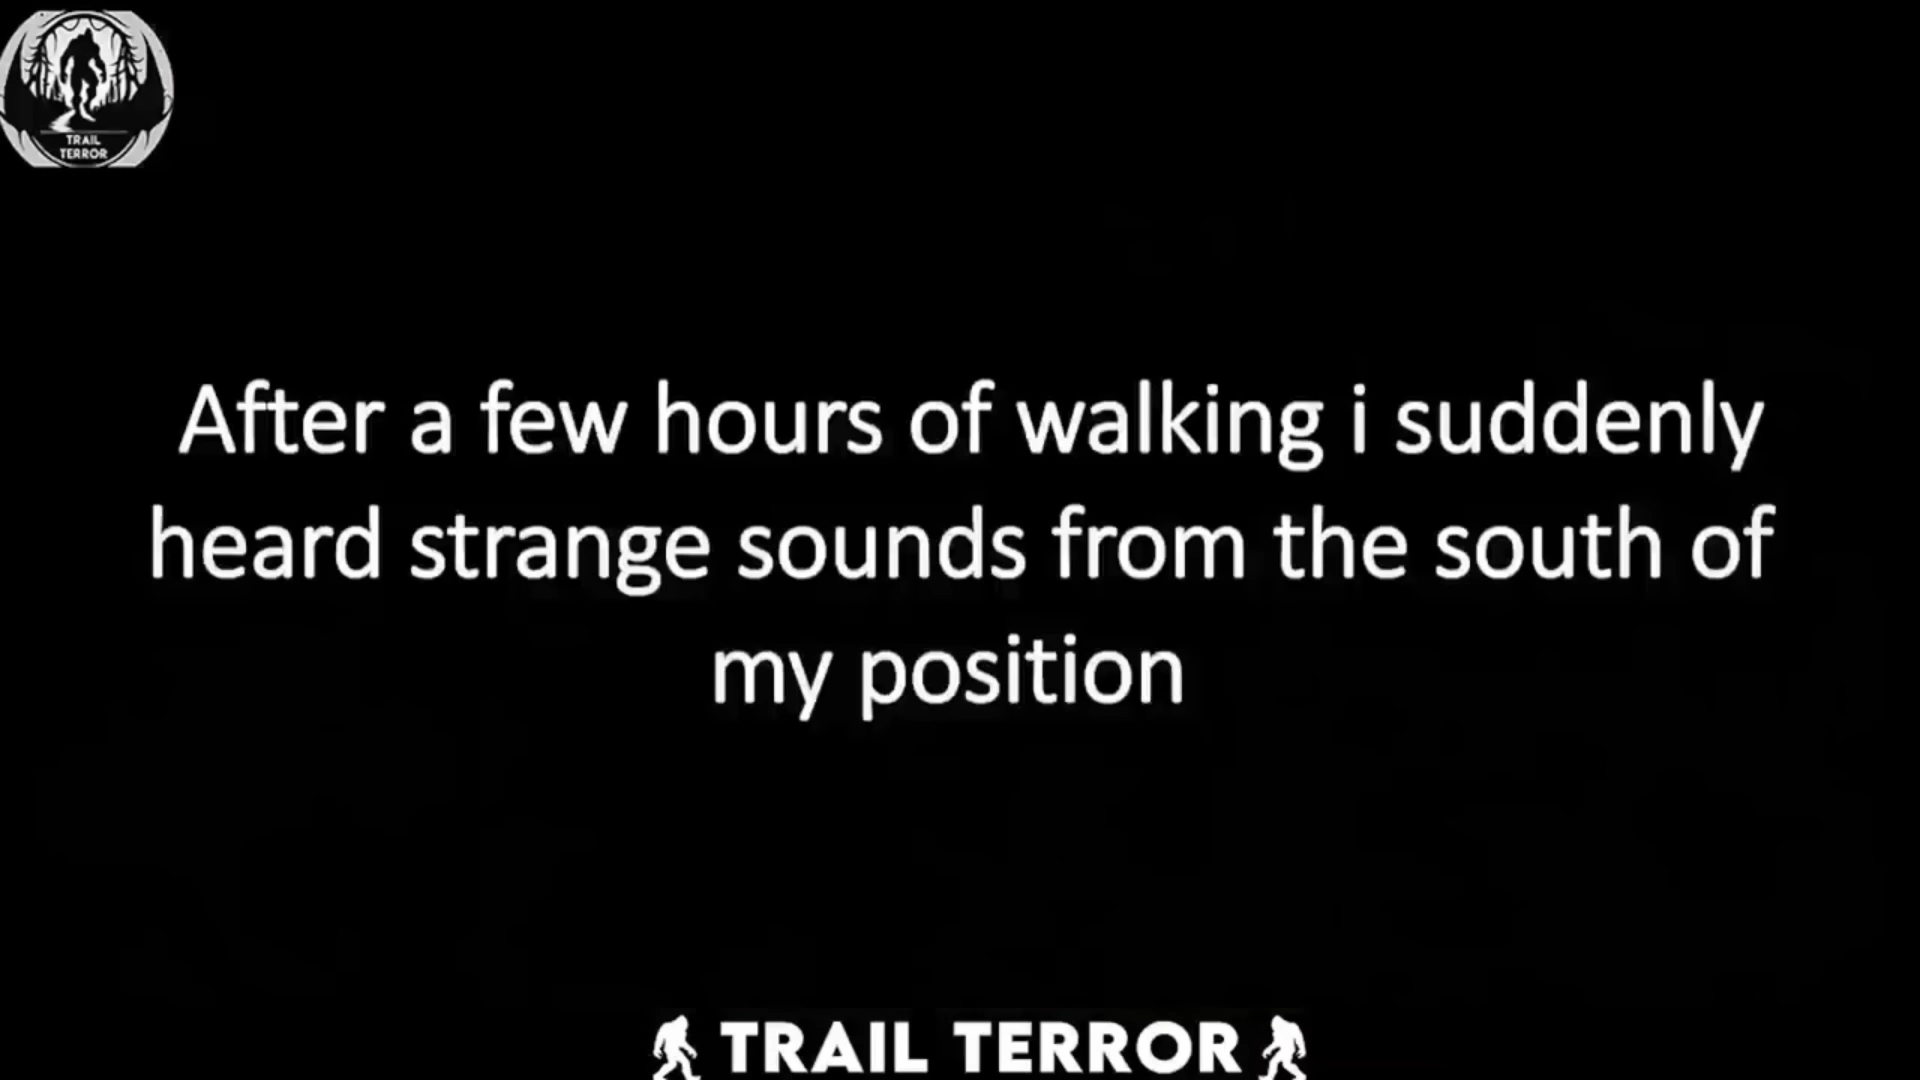 TRAIL
TERROR
After a few hours of walking i suddenly
heard strange sounds from the south of
my position
TRAIL TERROR